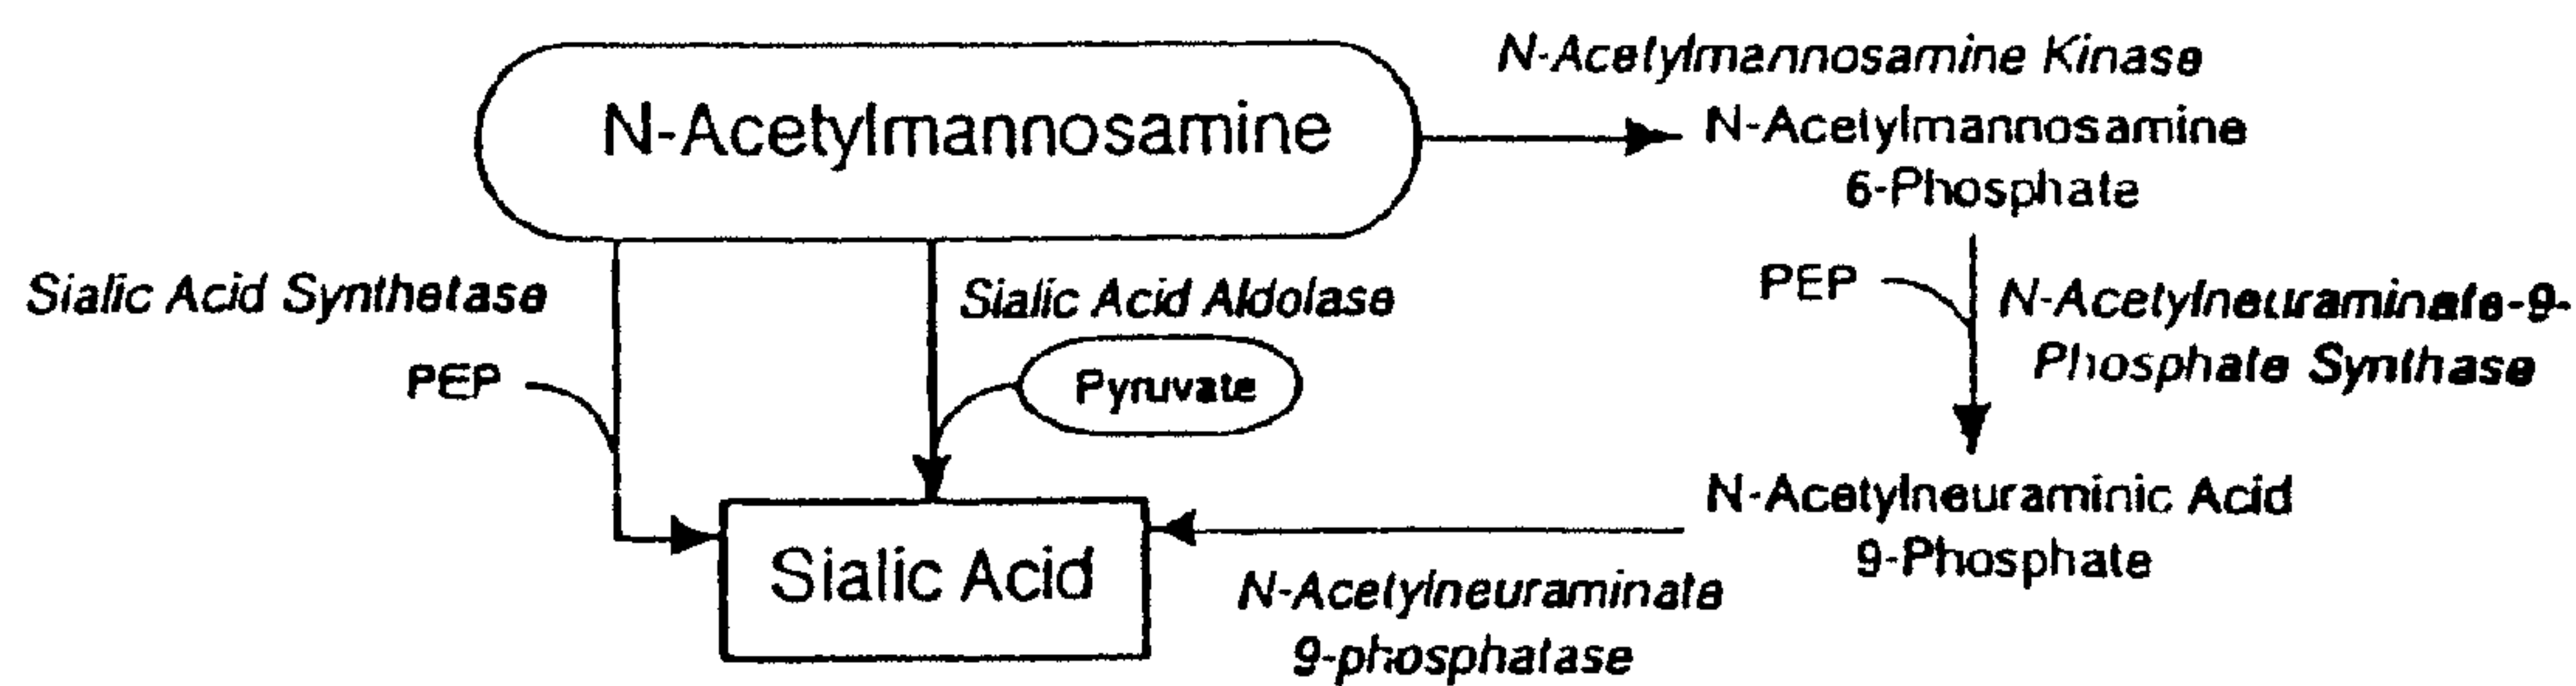 N-Acetylmannosamine
N-Acetylmannosamine Kinase
N-Acetylmannosamine
6-Phosphate
Sialic Acid Synthetase
PEP
Sialic Acid Aldolase
Pyruvate
PEP
N-Acetylneuraminate-9-
Phosphate Synthase
N-Acetylneuraminic Acid
9-Phosphate
Sialic Acid
N-Acetylneuraminate
9-phosphatase